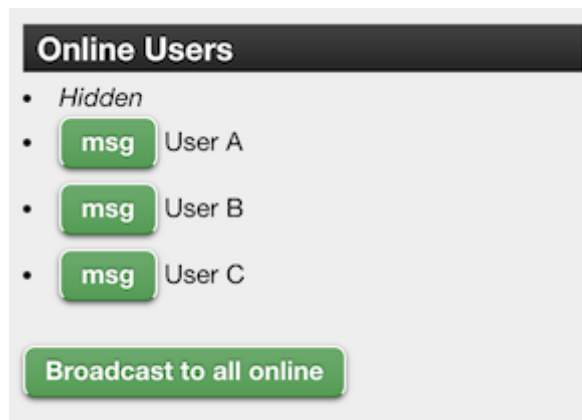 Online Users
Hidden
msg User A
msg User B
msg User C
Broadcast to all online